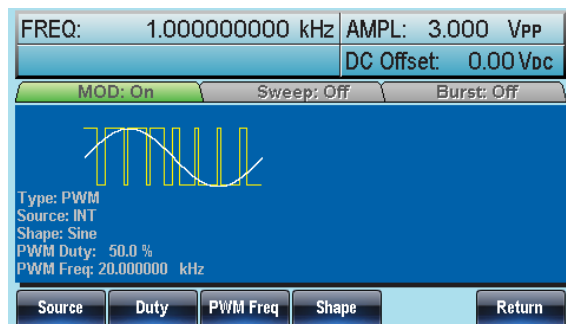 FREQ: 1.000000000 kHz AMPL: 3.000 VPP
DC Offset: 0.00 VDC
MOD: On Sweep: Off Burst: Off
Type: PWM
Source: INT
Shape: Sine
PWM Duty: 50.0 %
PWM Freq: 20.000000 kHz
Source Duty PWM Freq Shape Return